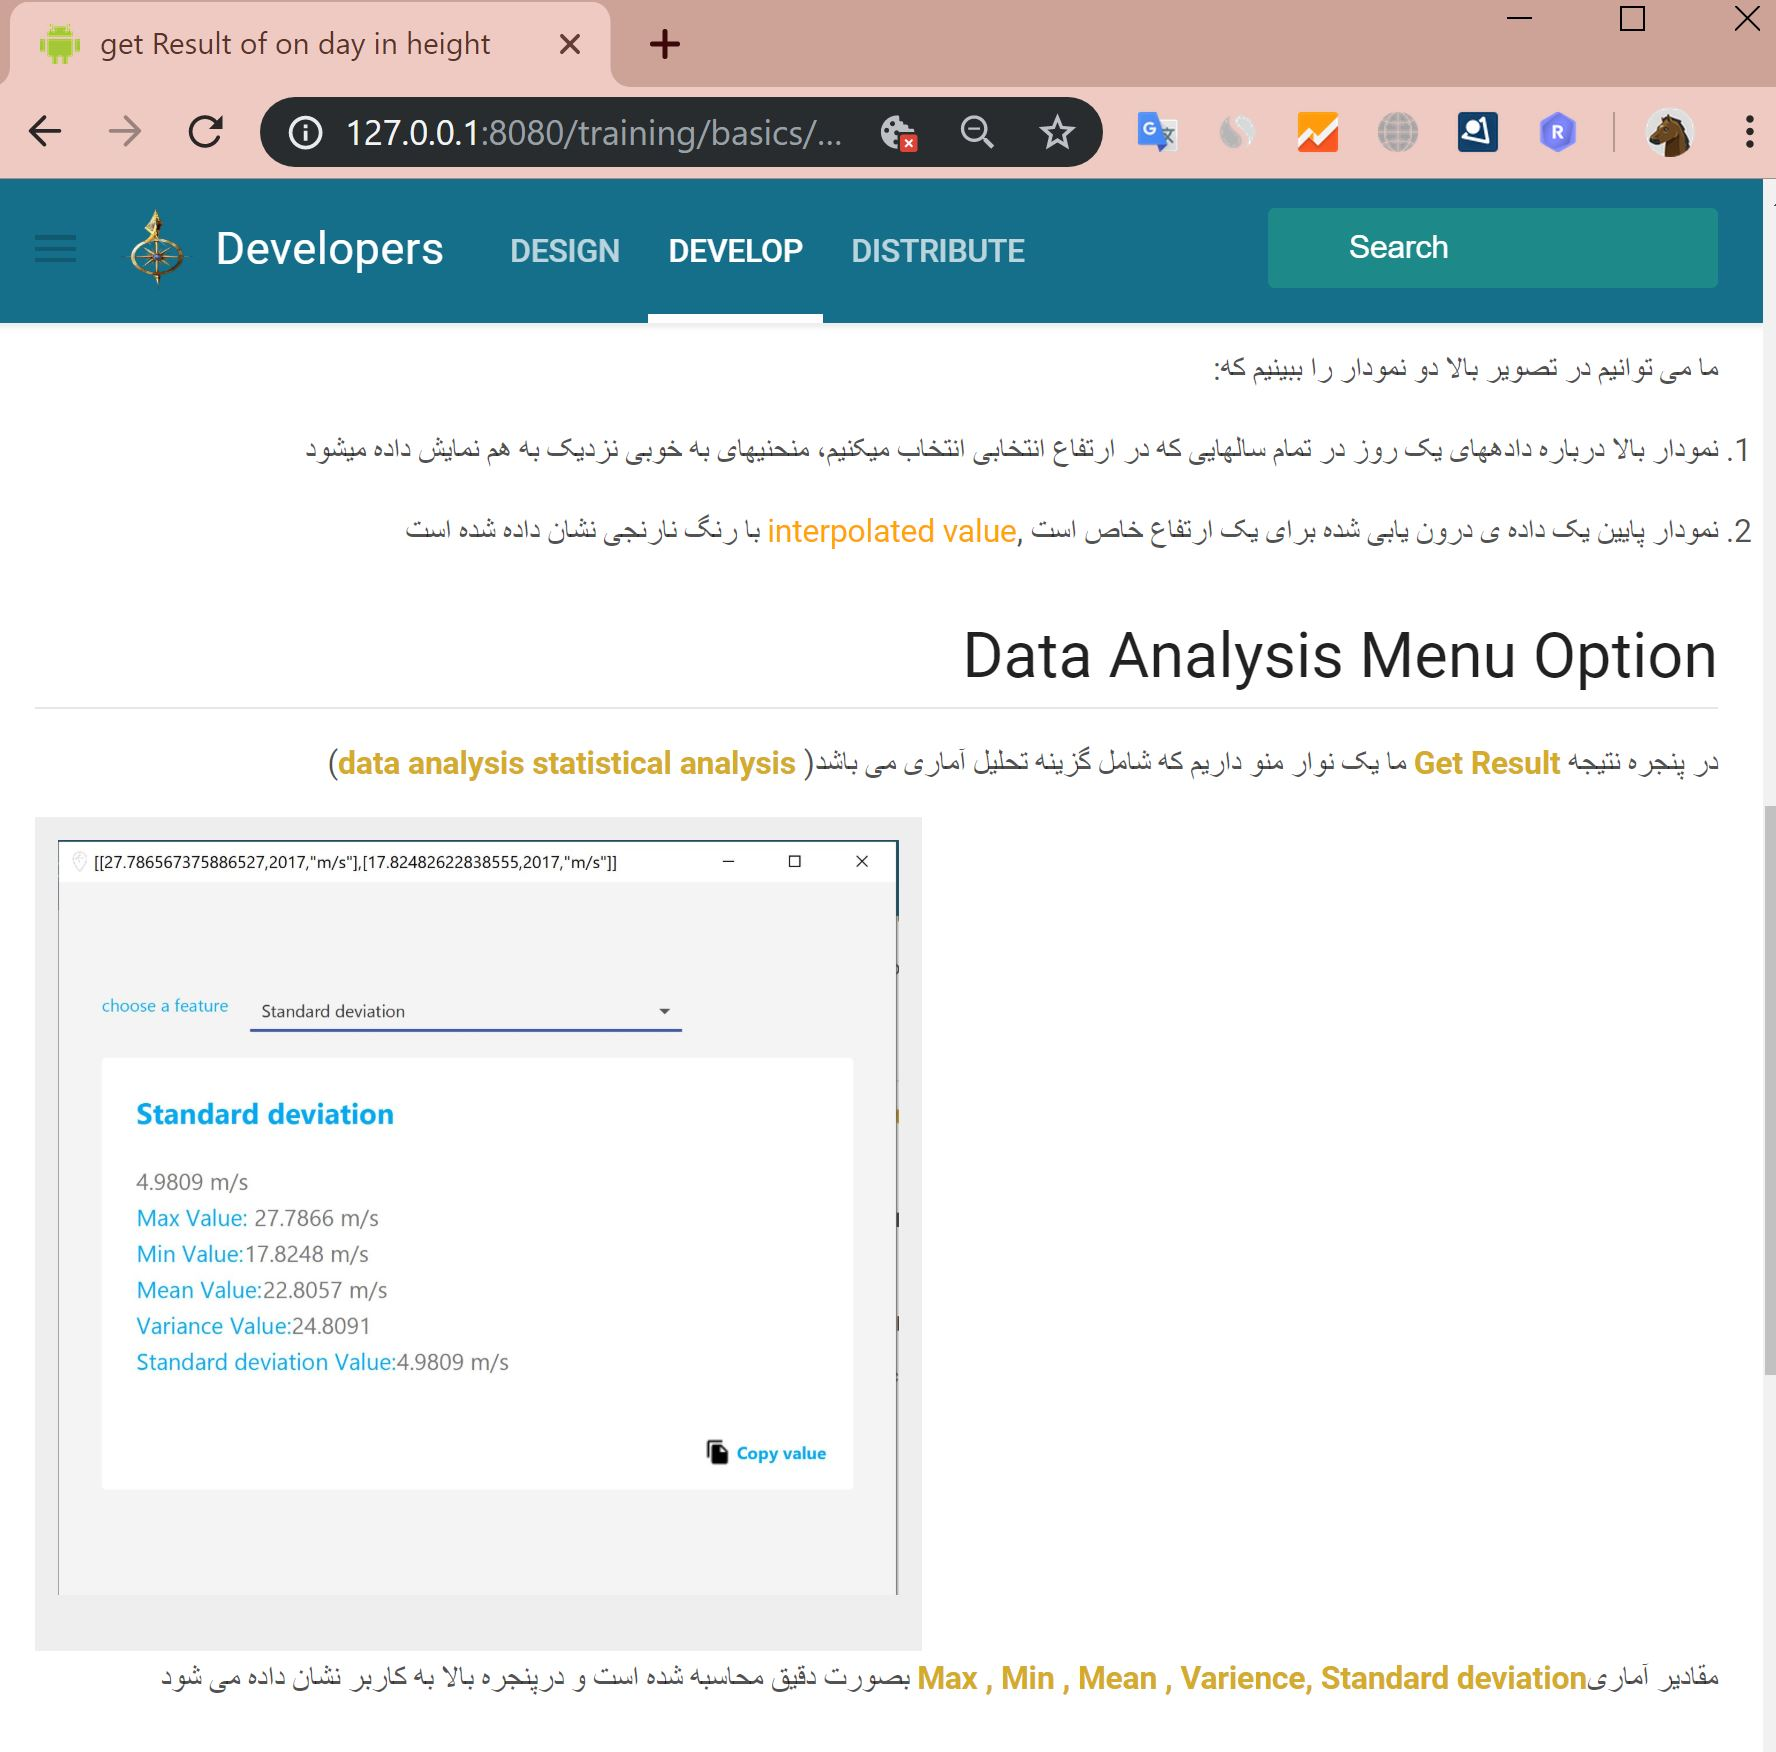 get Result of on day in height
127.0.0.1:8080/training/basics/...
Developers DESIGN DEVELOP DISTRIBUTE Search
ما می توانیم در تصویر بالا دو نمودار را ببینیم که:
1. نمودار بالا درباره دادههای یک روز در تمام سالهایی که در ارتفاع انتخابی انتخاب میکنیم، منحنیهای به خوبی نزدیک به هم نمایش داده میشود
2. نمودار پایین یک داده ی درون یابی شده برای یک ارتفاع خاص است ,interpolated value با رنگ نارنجی نشان داده شده است
Data Analysis Menu Option
در پنجره نتیجه Get Result ما یک نوار منو داریم که شامل گزینه تحلیل آماری می باشد( data analysis statistical analysis)
[[27.786567375886527,2017,"m/s"],[17.82482622838555,2017,"m/s"]]
choose a feature Standard deviation
Standard deviation
4.9809 m/s
Max Value: 27.7866 m/s
Min Value:17.8248 m/s
Mean Value:22.8057 m/s
Variance Value:24.8091
Standard deviation Value:4.9809 m/s
Copy value
مقادیر آماریMax , Min , Mean , Varience, Standard deviation بصورت دقیق محاسبه شده است و درپنجره بالا به کاربر نشان داده می شود